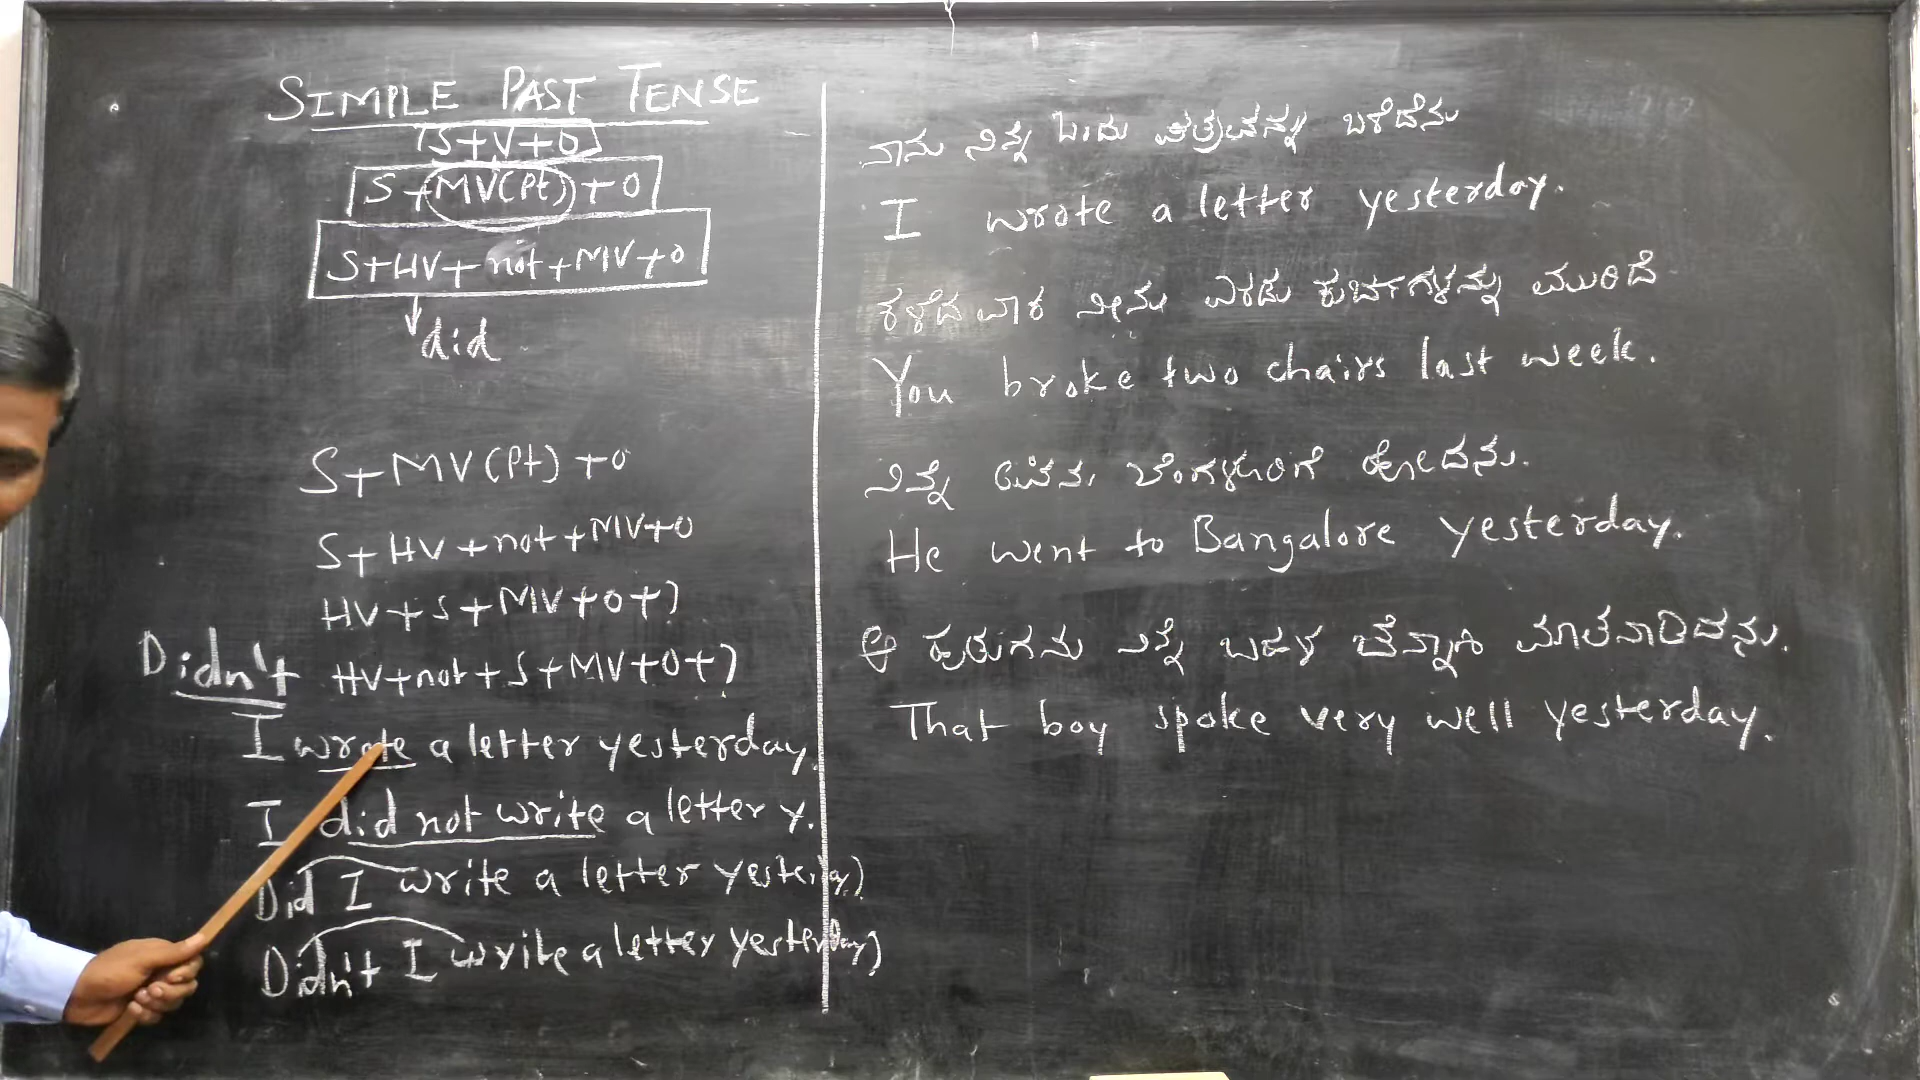 SIMPLE PAST TENSE
S+V+O
S+MV(Pt)+O
S+HV+not+MV+O
did
S+MV(Pt)+O
S+HV+not+MV+O
HV+S+MV+O+?
Didn't HV+not+S+MV+O+?
I wrote a letter yesterday.
I did not write a letter y.
Did I write a letter yesterday?
Didn't I write a letter yesterday?
ನಾನು ನಿನ್ನೆ ಒಂದು ಪತ್ರವನ್ನು ಬರೆದೆನು
I wrote a letter yesterday.
ಕಳೆದ ವಾರ ನೀನು ಎರಡು ಕುರ್ಚಿಗಳನ್ನು ಮುರಿದೆ
You broke two chairs last week.
ನಿನ್ನೆ ಅವನು ಬೆಂಗಳೂರಿಗೆ ಹೋದನು.
He went to Bangalore yesterday.
ಆ ಹುಡುಗನು ನಿನ್ನೆ ಬಹಳ ಚೆನ್ನಾಗಿ ಮಾತನಾಡಿದನು.
That boy spoke very well yesterday.